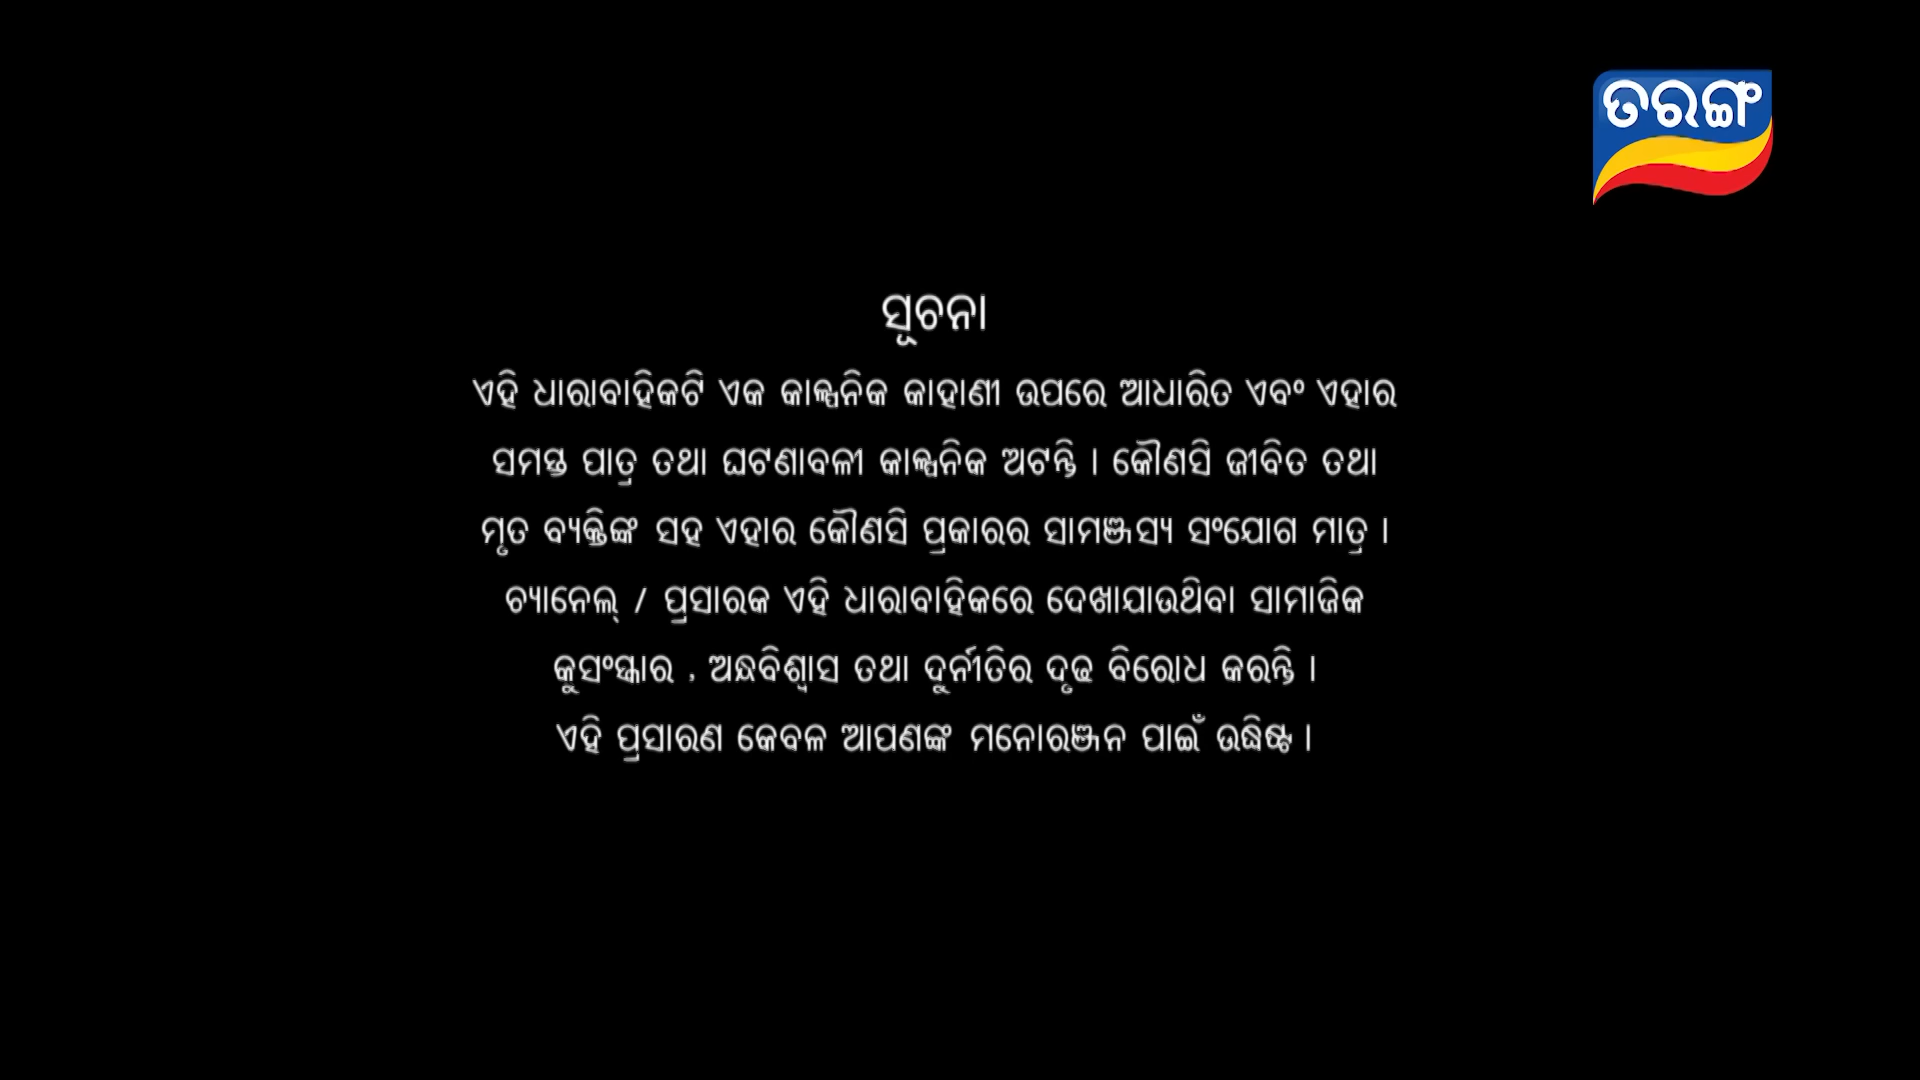 ତରଙ୍ଗ
ସୂଚନା
ଏହି ଧାରାବାହିକଟି ଏକ କାଳ୍ପନିକ କାହାଣୀ ଉପରେ ଆଧାରିତ ଏବଂ ଏହାର
ସମସ୍ତ ପାତ୍ର ତଥା ଘଟଣାବଳୀ କାଳ୍ପନିକ ଅଟନ୍ତି । କୌଣସି ଜୀବିତ ତଥା
ମୃତ ବ୍ୟକ୍ତିଙ୍କ ସହ ଏହାର କୌଣସି ପ୍ରକାରର ସାମଞ୍ଜସ୍ୟ ସଂଯୋଗ ମାତ୍ର ।
ଚ୍ୟାନେଲ୍ / ପ୍ରସାରକ ଏହି ଧାରାବାହିକରେ ଦେଖାଯାଉଥିବା ସାମାଜିକ
କୁସଂସ୍କାର , ଅନ୍ଧବିଶ୍ୱାସ ତଥା ଦୁର୍ନୀତିର ଦୃଢ ବିରୋଧ କରନ୍ତି ।
ଏହି ପ୍ରସାରଣ କେବଳ ଆପଣଙ୍କ ମନୋରଞ୍ଜନ ପାଇଁ ଉଦ୍ଧିଷ୍ଟ ।